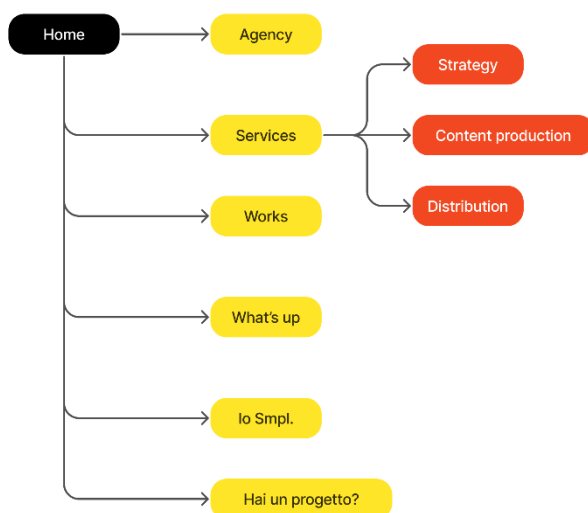 Home
Agency
Services
Strategy
Content production
Distribution
Works
What's up
Io Smpl.
Hai un progetto?